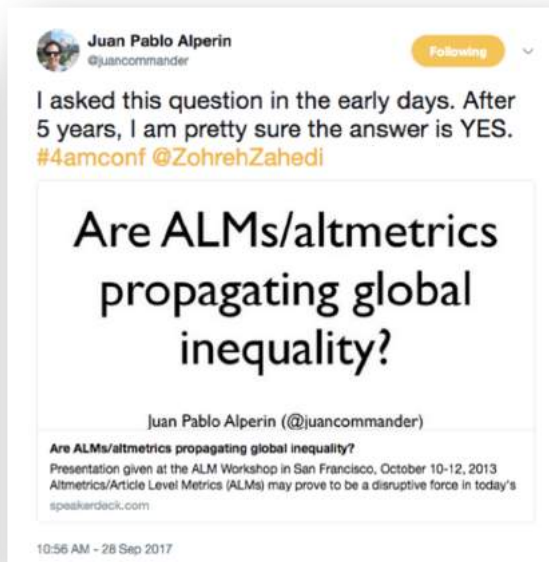 Juan Pablo Alperin
@juancommander
Following
I asked this question in the early days. After
5 years, I am pretty sure the answer is YES.
#4amconf @ZohrehZahedi
Are ALMs/altmetrics
propagating global
inequality?
Juan Pablo Alperin (@juancommander)
Are ALMs/altmetrics propagating global inequality?
Presentation given at the ALM Workshop in San Francisco, October 10-12, 2013
Altmetrics/Article Level Metrics (ALMs) may prove to be a disruptive force in today's
speakerdeck.com
10:56 AM - 28 Sep 2017